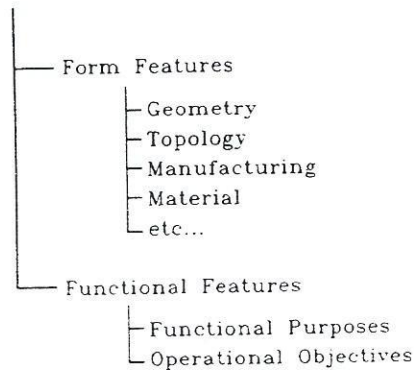 Form Features
Geometry
Topology
Manufacturing
Material
etc...
Functional Features
Functional Purposes
Operational Objectives